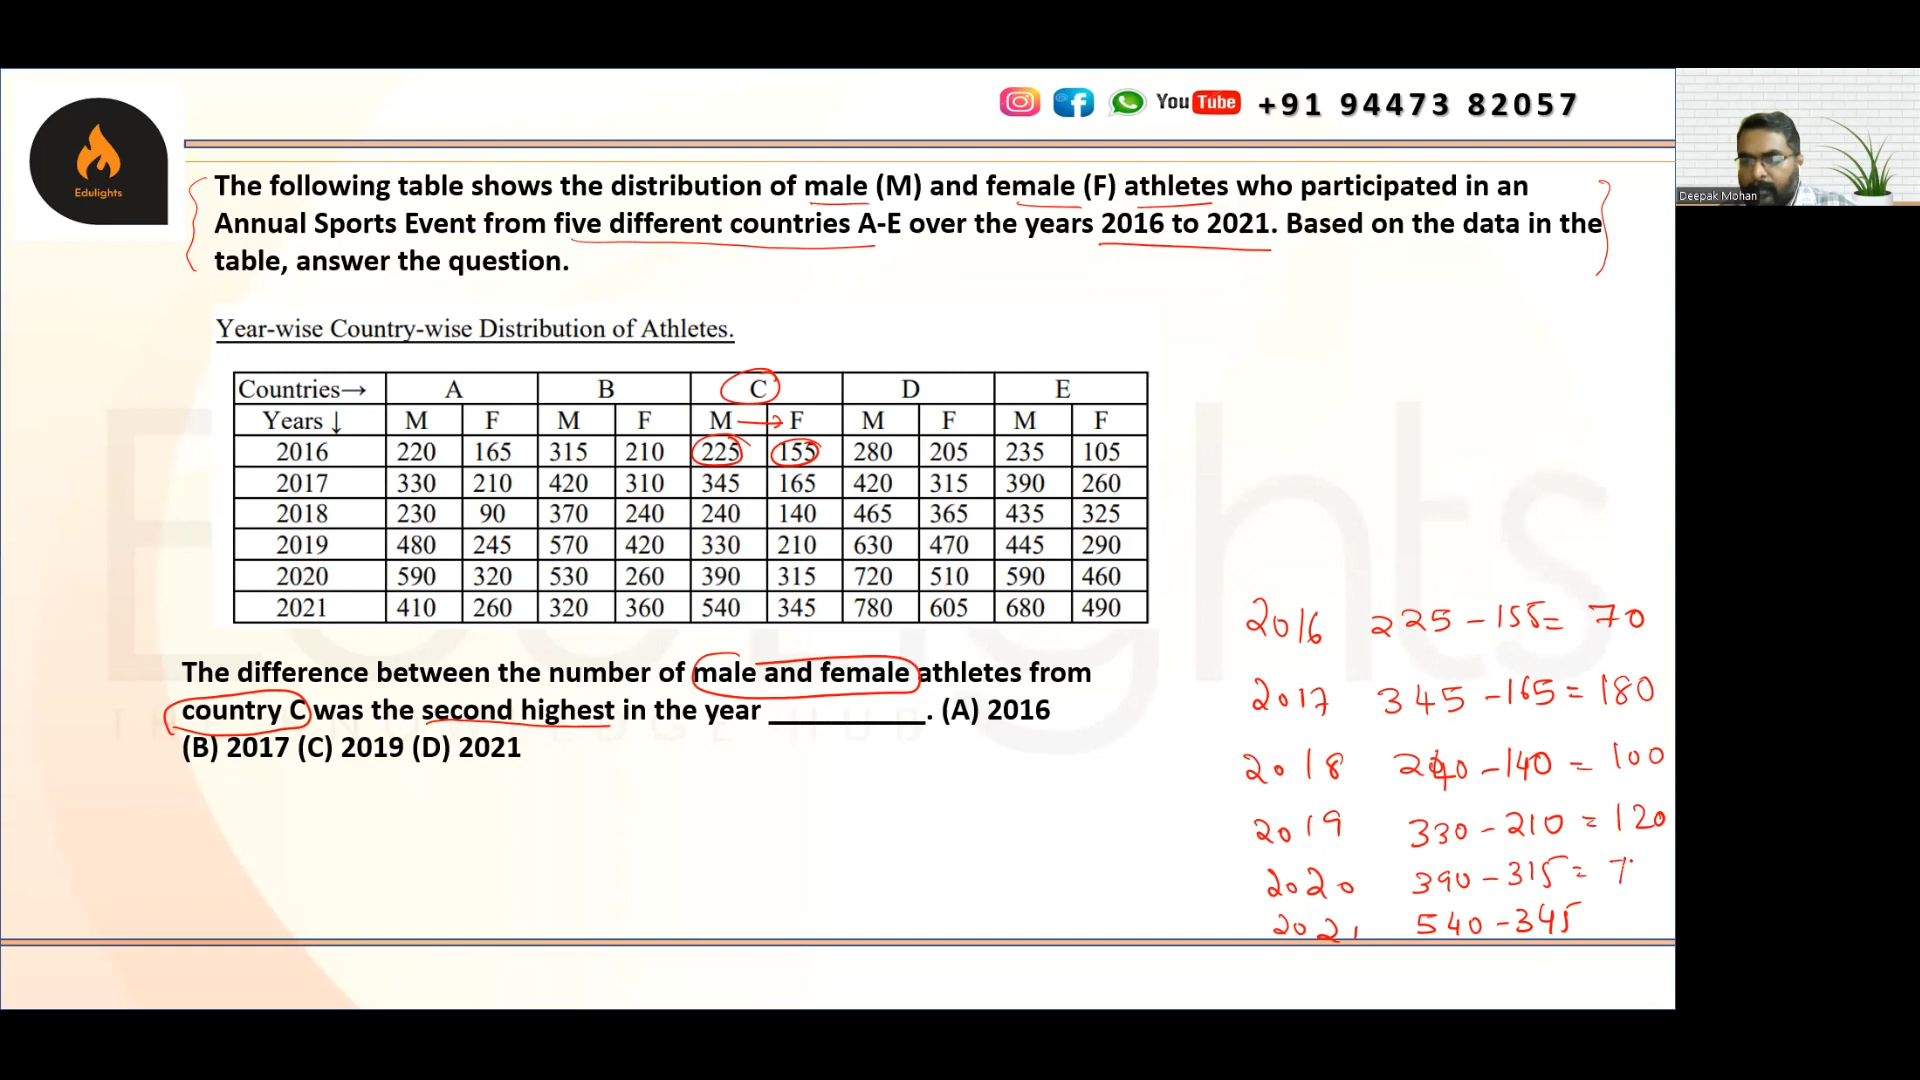 You Tube +91 94473 82057
Edulights
Deepak Mohan
The following table shows the distribution of male (M) and female (F) athletes who participated in an
Annual Sports Event from five different countries A-E over the years 2016 to 2021. Based on the data in the
table, answer the question.
Year-wise Country-wise Distribution of Athletes.
Countries→ A B C D E
Years ↓ M F M F M F M F M F
2016 220 165 315 210 225 155 280 205 235 105
2017 330 210 420 310 345 165 420 315 390 260
2018 230 90 370 240 240 140 465 365 435 325
2019 480 245 570 420 330 210 630 470 445 290
2020 590 320 530 260 390 315 720 510 590 460
2021 410 260 320 360 540 345 780 605 680 490
The difference between the number of male and female athletes from
country C was the second highest in the year ____________. (A) 2016
(B) 2017 (C) 2019 (D) 2021
2016 225 - 155 = 70
2017 345 - 165 = 180
2018 240 - 140 = 100
2019 330 - 210 = 120
2020 390 - 315 = 7
2021 540 - 345